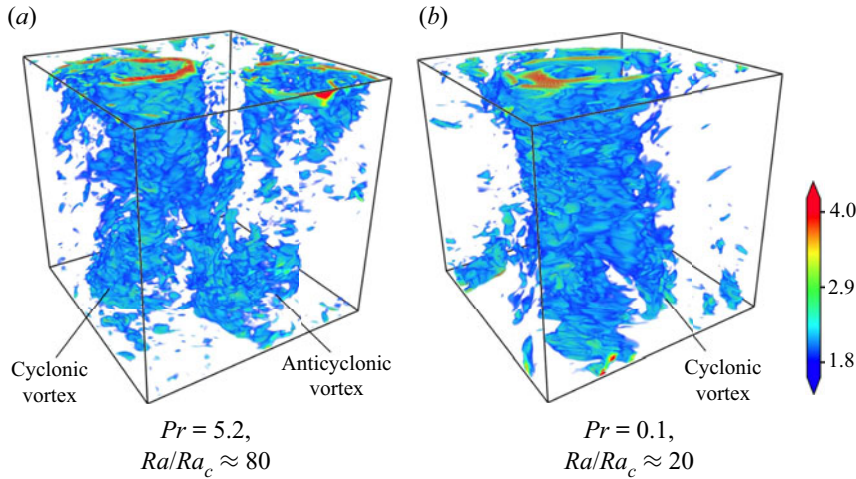 (a)
(b)
4.0
2.9
1.8
Cyclonic
vortex
Anticyclonic
vortex
Cyclonic
vortex
Pr = 5.2,
Ra/Ra_c ≈ 80
Pr = 0.1,
Ra/Ra_c ≈ 20